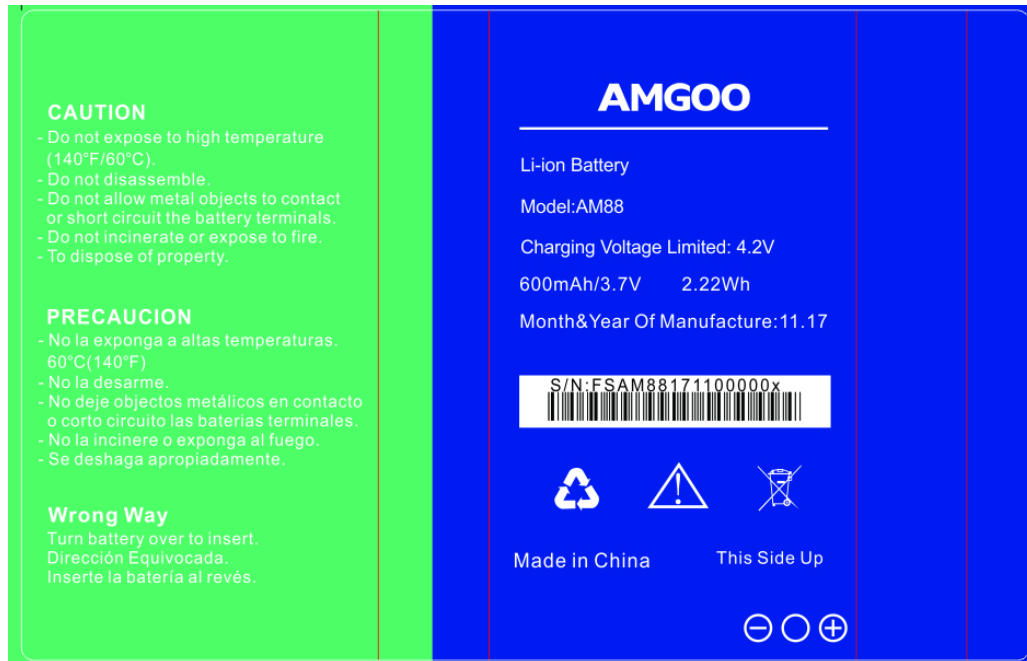 CAUTION
- Do not expose to high temperature
(140°F/60°C).
- Do not disassemble.
- Do not allow metal objects to contact
or short circuit the battery terminals.
- Do not incinerate or expose to fire.
- To dispose of property.
PRECAUCION
- No la exponga a altas temperaturas.
60°C(140°F)
- No la desarme.
- No deje objectos metálicos en contacto
o corto circuito las baterias terminales.
- No la incinere o exponga al fuego.
- Se deshaga apropiadamente.
Wrong Way
Turn battery over to insert.
Dirección Equivocada.
Inserte la batería al revés.
AMGOO
Li-ion Battery
Model:AM88
Charging Voltage Limited: 4.2V
600mAh/3.7V 2.22Wh
Month&Year Of Manufacture:11.17
S/N:FSAM88171100000x
Made in China This Side Up